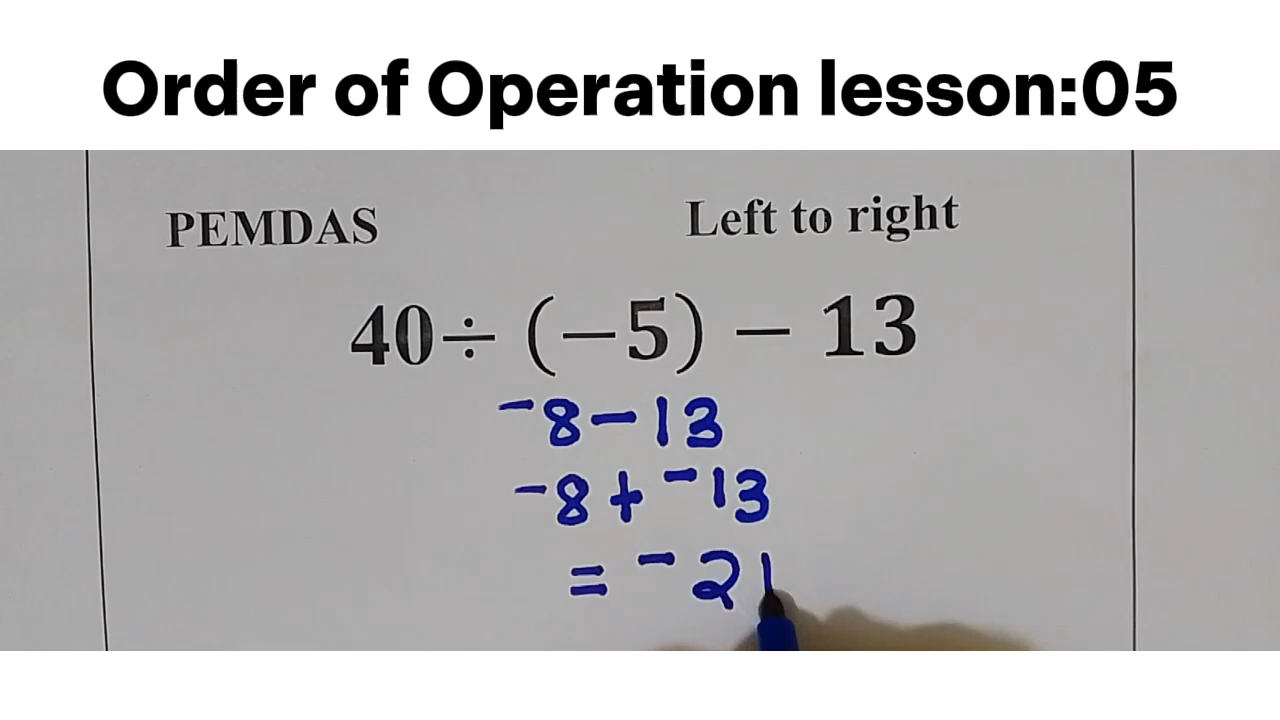 Order of Operation lesson:05
PEMDAS
Left to right
40÷ (−5) − 13
⁻8−13
⁻8+⁻13
= ⁻21